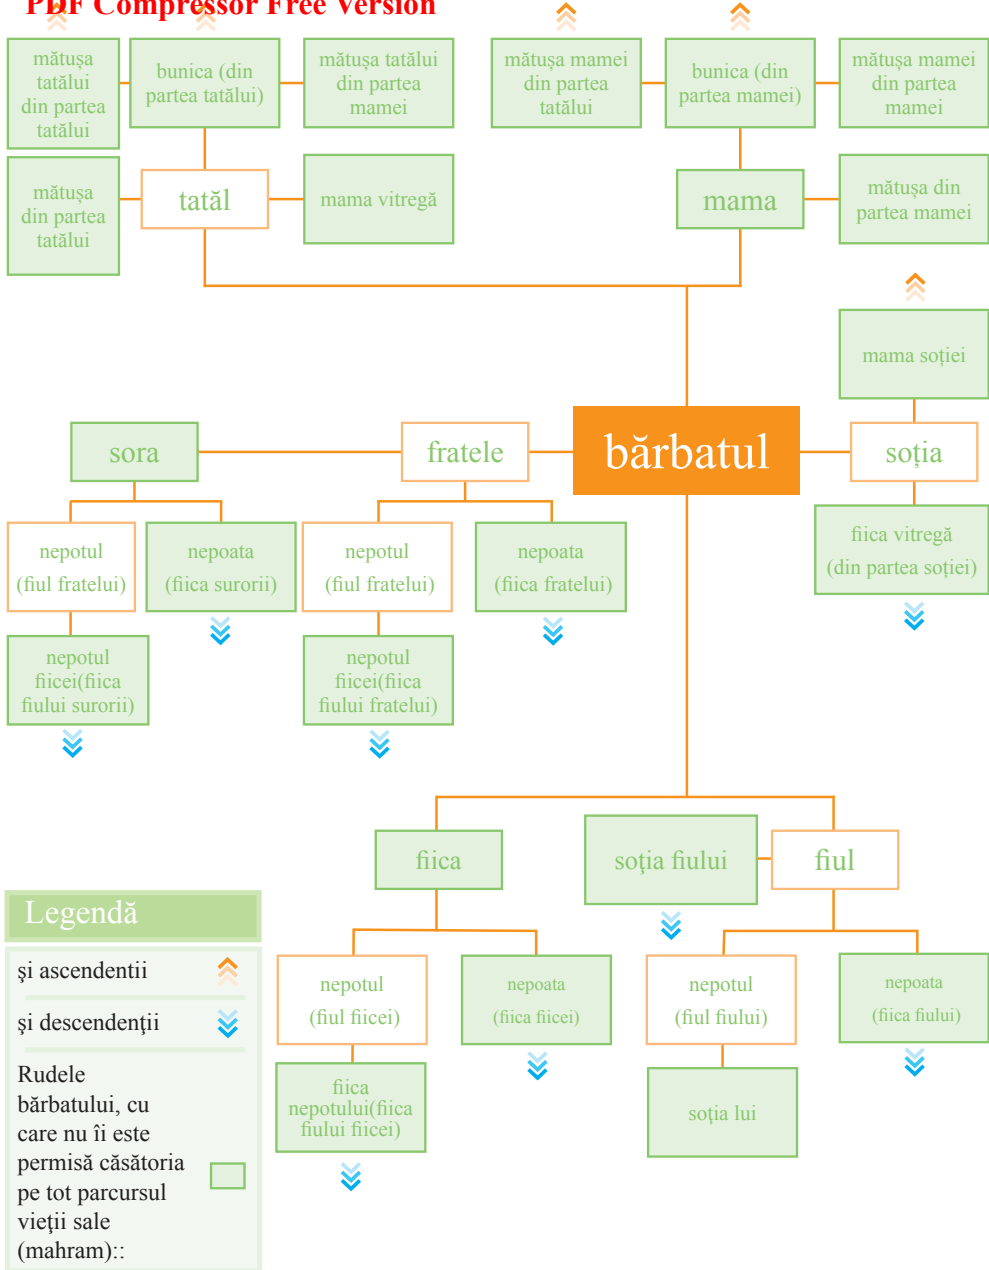 PDF Compressor Free Version
mătușa
tatălui
din partea
tatălui
bunica (din
partea tatălui)
mătușa tatălui
din partea
mamei
mătușa mamei
din partea
tatălui
bunica (din
partea mamei)
mătușa mamei
din partea
mamei
mătușa
din partea
tatălui
tatăl
mama vitregă
mama
mătușa din
partea mamei
mama soției
sora
fratele
bărbatul
soția
nepotul
(fiul fratelui)
nepoata
(fiica surorii)
nepotul
(fiul fratelui)
nepoata
(fiica fratelui)
fiica vitregă
(din partea soției)
nepotul
fiicei(fiica
fiului surorii)
nepotul
fiicei(fiica
fiului fratelui)
fiica
soția fiului
fiul
nepotul
(fiul fiicei)
nepoata
(fiica fiicei)
nepotul
(fiul fiului)
nepoata
(fiica fiului)
fiica
nepotului(fiica
fiului fiicei)
soția lui
Legendă
şi ascendentii
şi descendenţii
Rudele
bărbatului, cu
care nu îi este
permisă căsătoria
pe tot parcursul
vieţii sale
(mahram)::